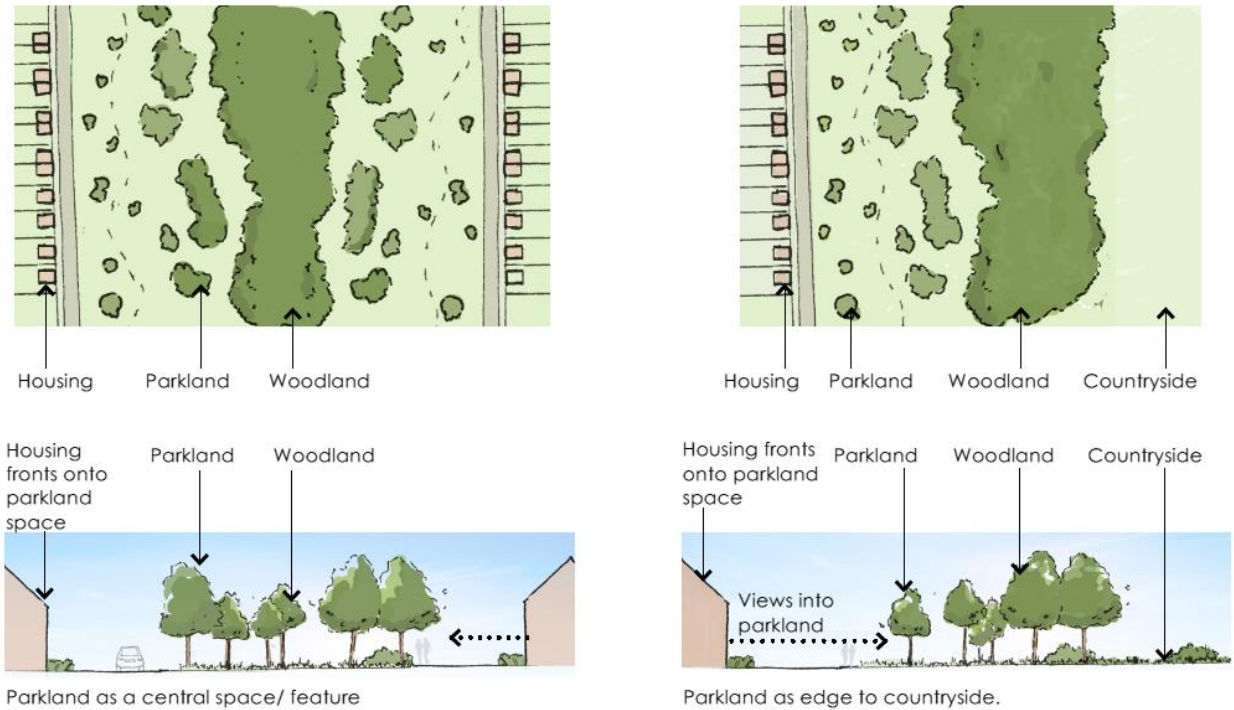 Housing
Parkland
Woodland
Housing
Parkland
Woodland
Countryside
Housing
fronts onto
parkland
space
Parkland
Woodland
Housing fronts
onto parkland
space
Parkland
Woodland
Countryside
Views into
parkland
Parkland as a central space/ feature
Parkland as edge to countryside.